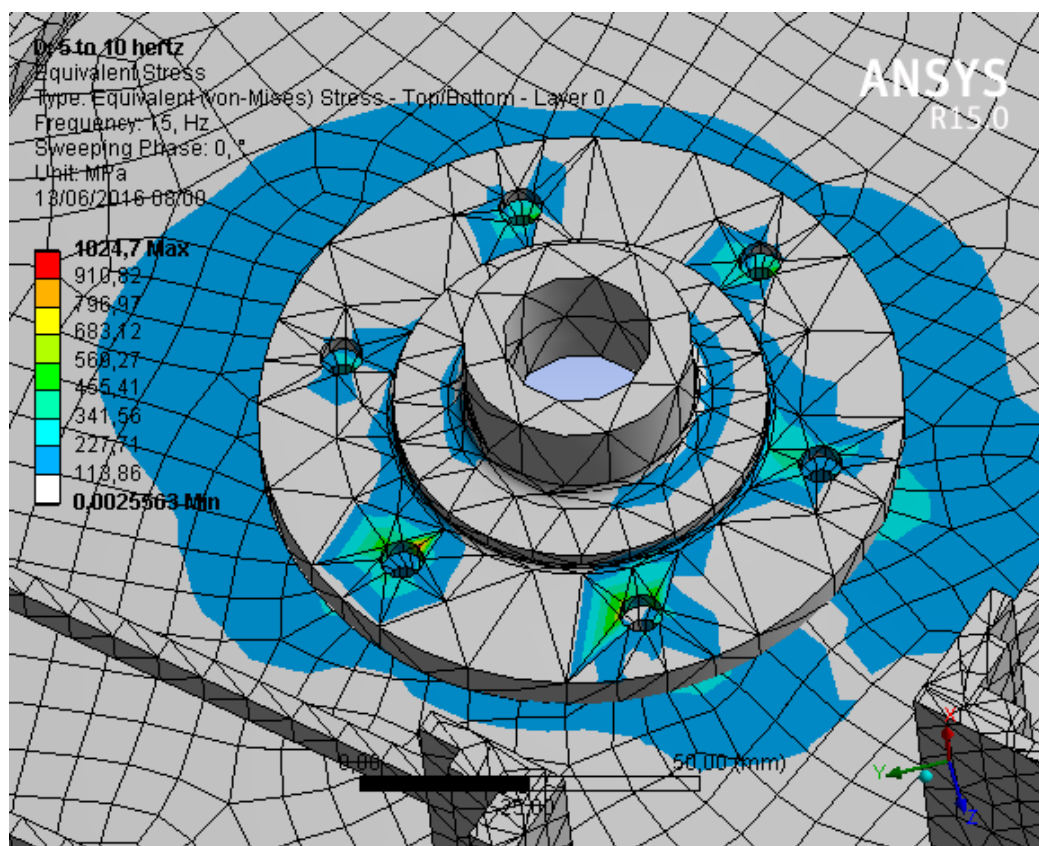 D: 5 to 10 hertz
Equivalent Stress
Type: Equivalent (von-Mises) Stress - Top/Bottom - Layer 0
Frequency: 15, Hz
Sweeping Phase: 0, °
Unit: MPa
13/06/2016 08:00
ANSYS
R15.0
1024,7 Max
910,82
796,97
683,12
569,27
455,41
341,56
227,71
113,86
0,0025563 Min
0.00
50,00 (mm)
25,00
X
Y
Z